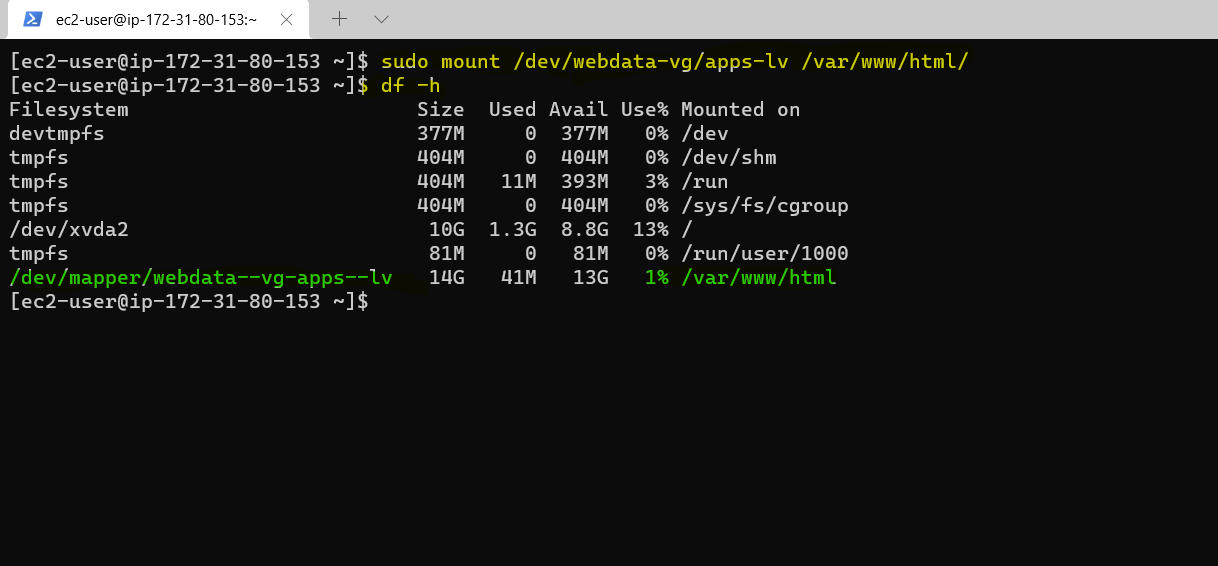 ec2-user@ip-172-31-80-153:~
[ec2-user@ip-172-31-80-153 ~]$ sudo mount /dev/webdata-vg/apps-lv /var/www/html/
[ec2-user@ip-172-31-80-153 ~]$ df -h
Filesystem                        Size  Used Avail Use% Mounted on
devtmpfs                          377M     0  377M   0% /dev
tmpfs                             404M     0  404M   0% /dev/shm
tmpfs                             404M   11M  393M   3% /run
tmpfs                             404M     0  404M   0% /sys/fs/cgroup
/dev/xvda2                         10G  1.3G  8.8G  13% /
tmpfs                              81M     0   81M   0% /run/user/1000
/dev/mapper/webdata--vg-apps--lv   14G   41M   13G   1% /var/www/html
[ec2-user@ip-172-31-80-153 ~]$